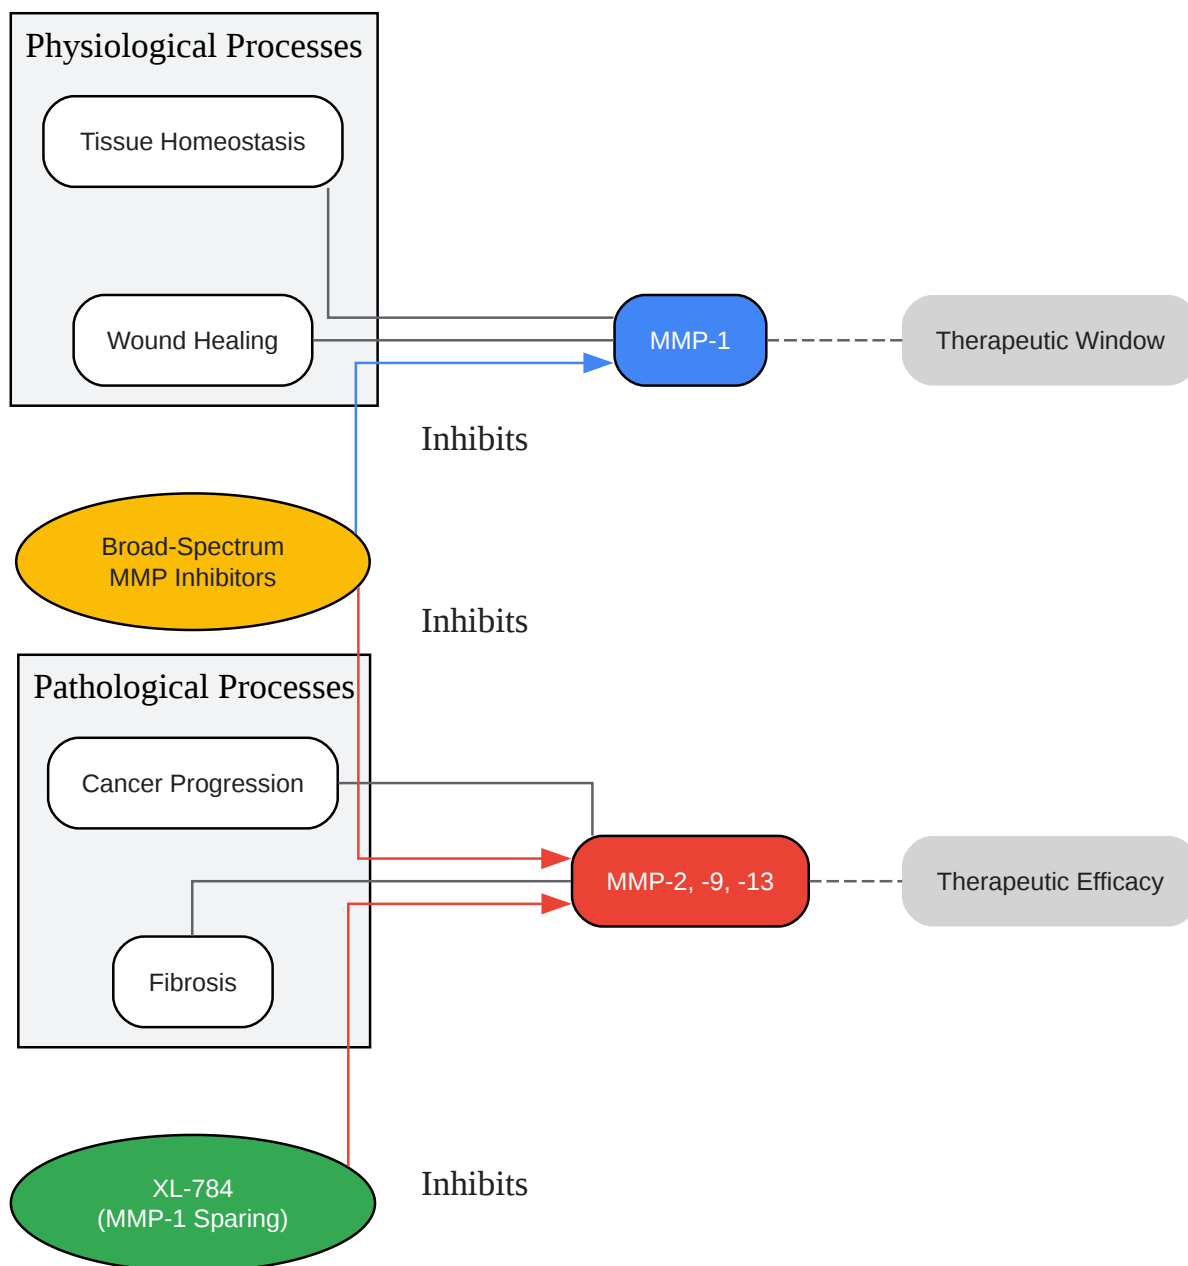 Physiological Processes
Tissue Homeostasis
Wound Healing
MMP-1
Therapeutic Window
Inhibits
Broad-Spectrum
MMP Inhibitors
Inhibits
Pathological Processes
Cancer Progression
MMP-2, -9, -13
Therapeutic Efficacy
Fibrosis
XL-784
(MMP-1 Sparing)
Inhibits